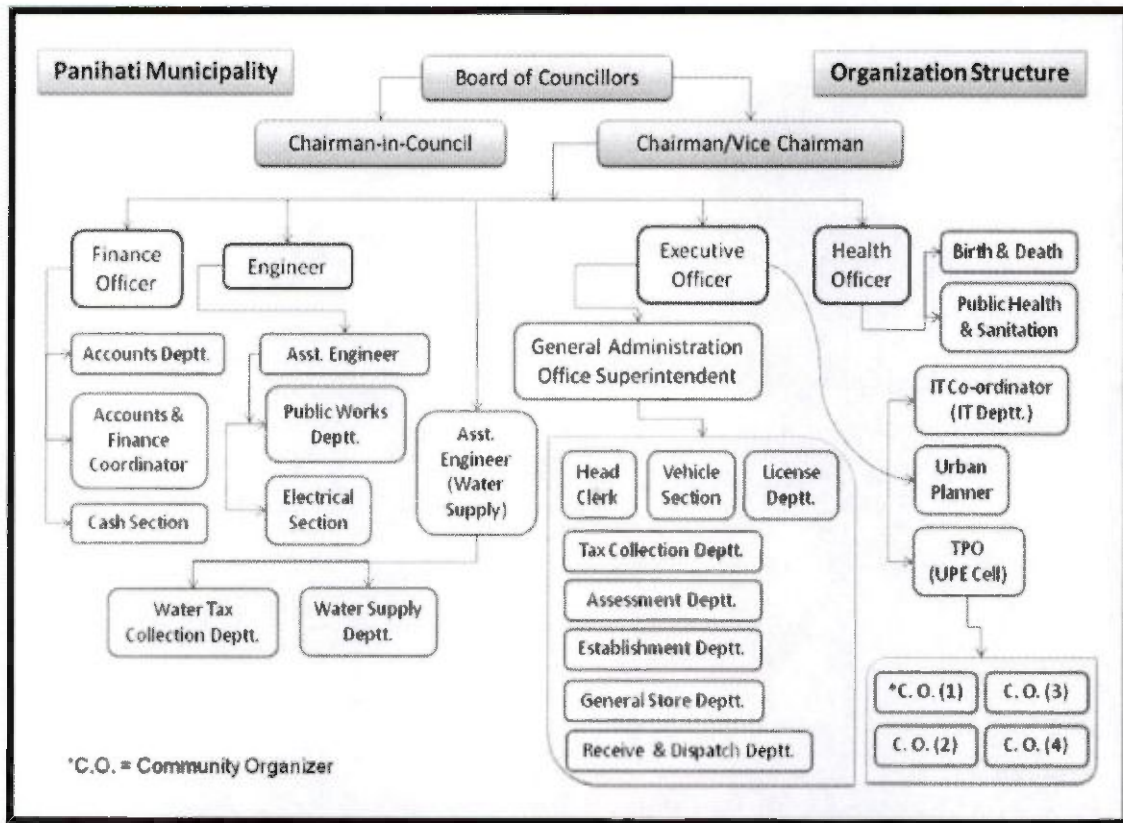 Panihati Municipality
Board of Councillors
Organization Structure
Chairman-in-Council
Chairman/Vice Chairman
Finance
Officer
Engineer
Executive
Officer
Health
Officer
Birth & Death
Public Health
& Sanitation
Accounts Deptt.
Asst. Engineer
General Administration
Office Superintendent
Accounts &
Finance
Coordinator
Public Works
Deptt.
Asst.
Engineer
(Water
Supply)
IT Co-ordinator
(IT Deptt.)
Head
Clerk
Vehicle
Section
License
Deptt.
Urban
Planner
Cash Section
Electrical
Section
Tax Collection Deptt.
TPO
(UPE Cell)
Water Tax
Collection Deptt.
Water Supply
Deptt.
Assessment Deptt.
Establishment Deptt.
General Store Deptt.
Receive & Dispatch Deptt.
*C. O. (1)
C. O. (3)
C. O. (2)
C. O. (4)
*C.O. = Community Organizer